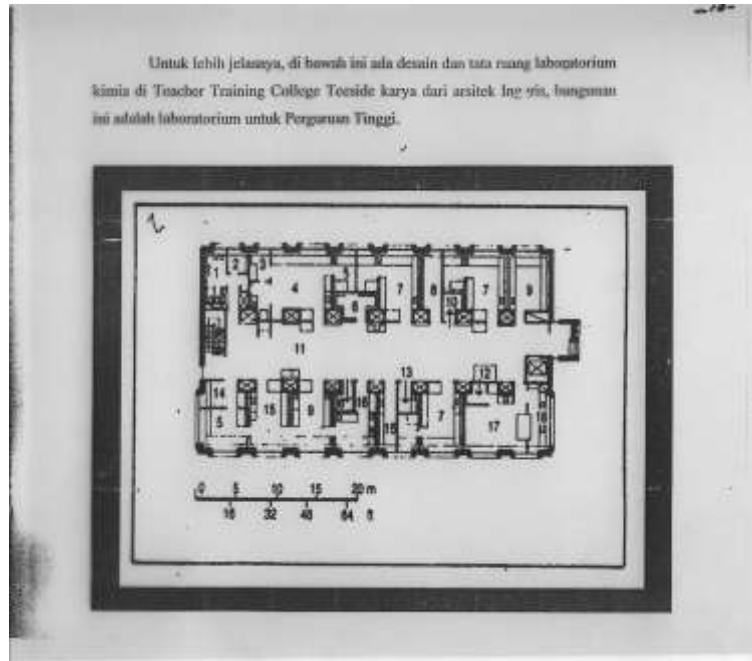 Untuk lebih jelasnya, di bawah ini ada desain dan tata ruang laboratorium
kimia di Teacher Training College Teeside karya dari arsitek Ing ris, bangunan
ini adalah laboratorium untuk Perguruan Tinggi.
1 2 3 4 5 6 7 8 10 7 9
11
12
13
14
5 15 9 16 15 7 17 18
0 5 10 15 20 m
16 32 48 64 ft